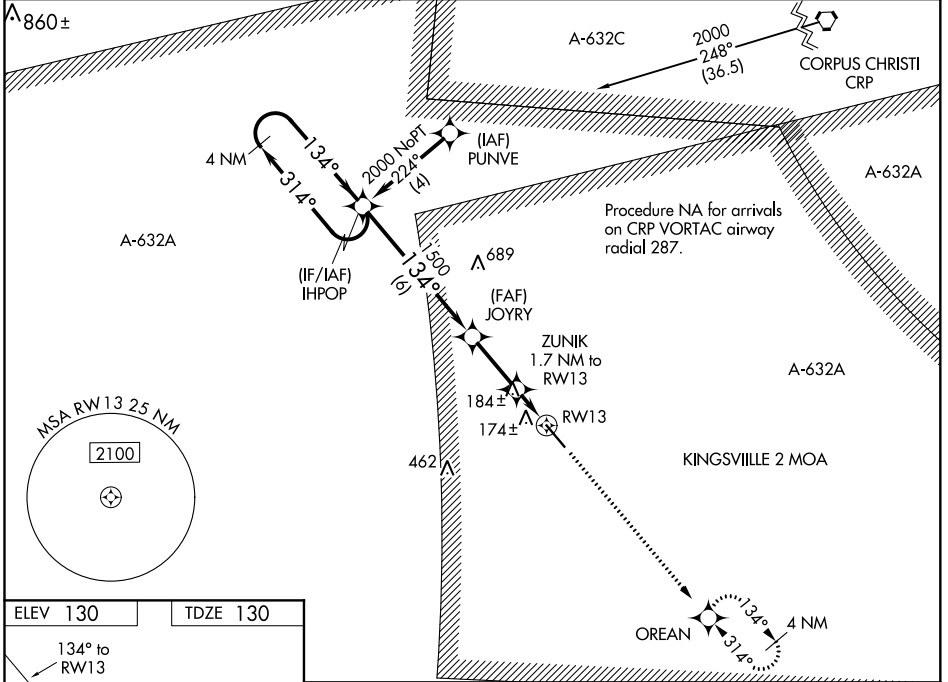 860±
A-632C
2000
248°
(36.5)
CORPUS CHRISTI
CRP
4 NM
134°
314°
2000 NoPT
224°
(4)
(IAF)
PUNVE
A-632A
A-632A
Procedure NA for arrivals
on CRP VORTAC airway
radial 287.
(IF/IAF)
IHPOP
1500
134°
(6)
689
(FAF)
JOYRY
ZUNIK
1.7 NM to
RW13
A-632A
184±
174±
RW13
MSA RW13 25 NM
2100
462
KINGSVIILLE 2 MOA
ELEV 130
TDZE 130
134° to
RW13
OREAN
134°
314°
4 NM